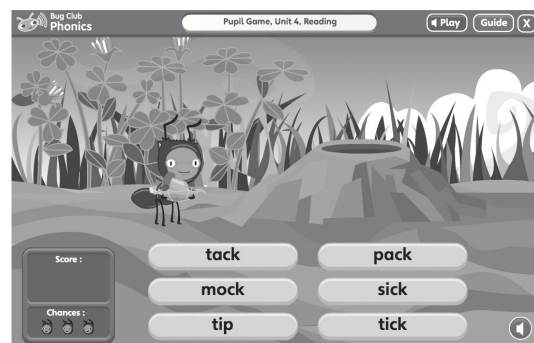 Bug Club
Phonics
Pupil Game, Unit 4, Reading
Play
Guide
X
Score :
Chances :
tack
pack
mock
sick
tip
tick